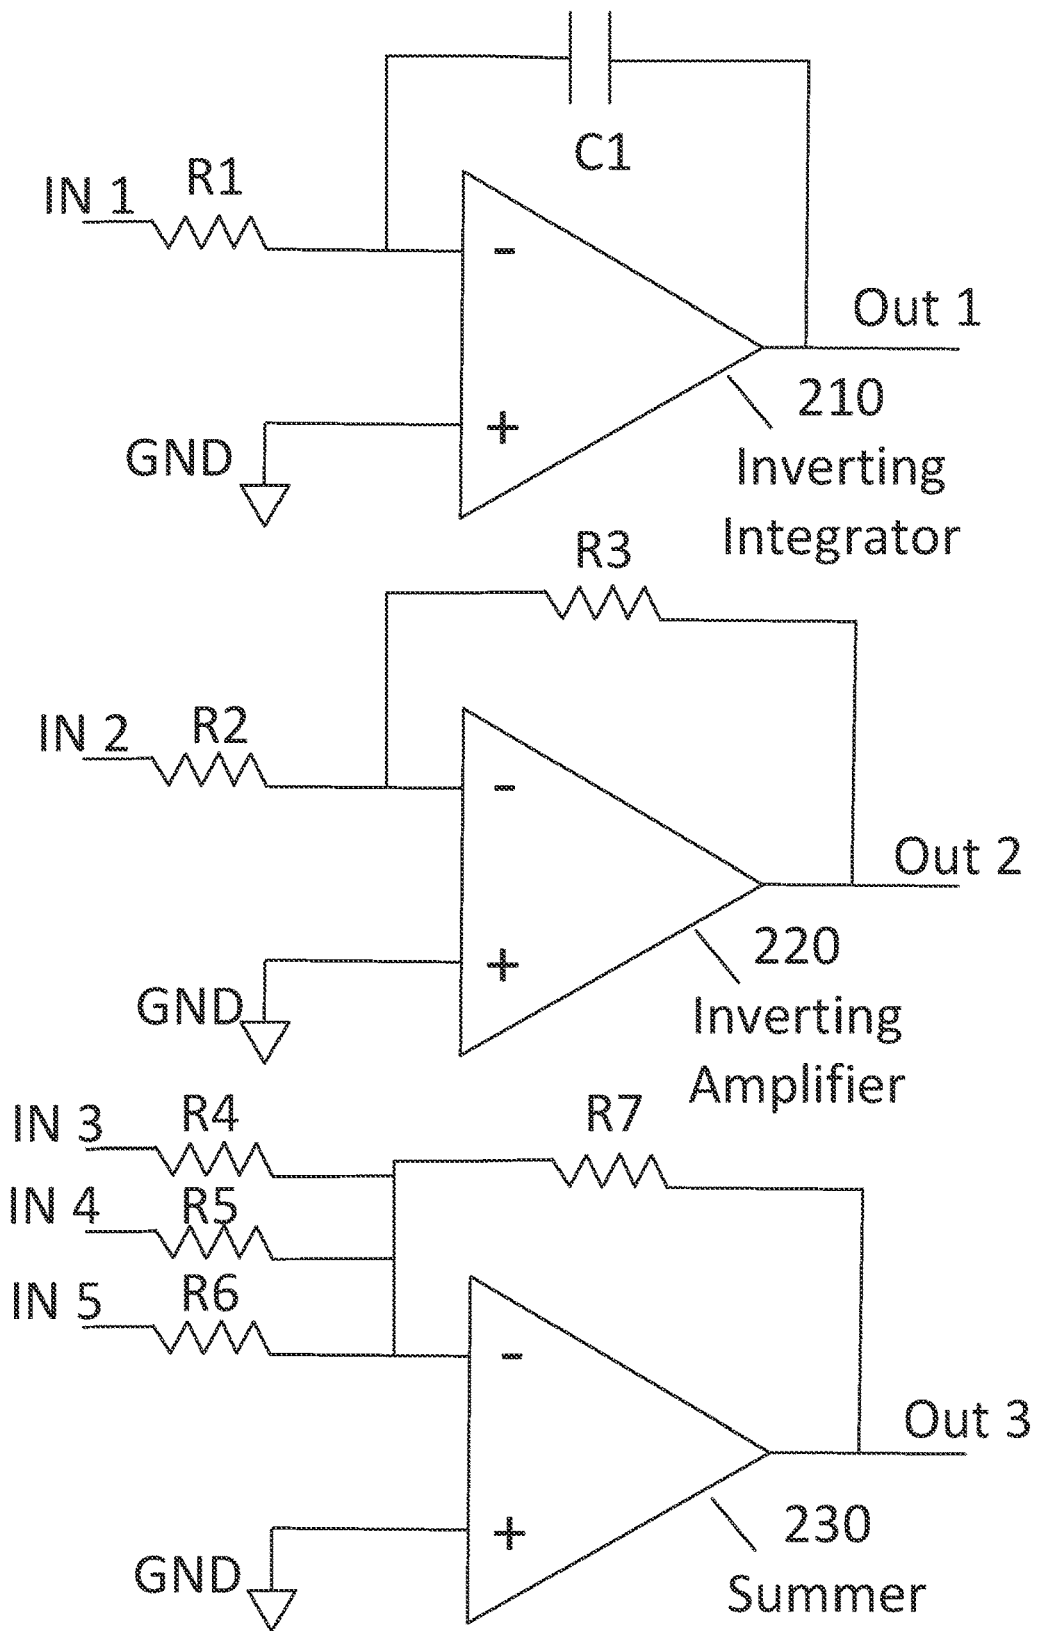 C1
R1
IN 1
-
Out 1
210
+
GND
Inverting
Integrator
R3
R2
IN 2
-
Out 2
220
+
GND
Inverting
Amplifier
R7
IN 3
R4
IN 4
R5
IN 5
R6
-
Out 3
230
+
GND
Summer